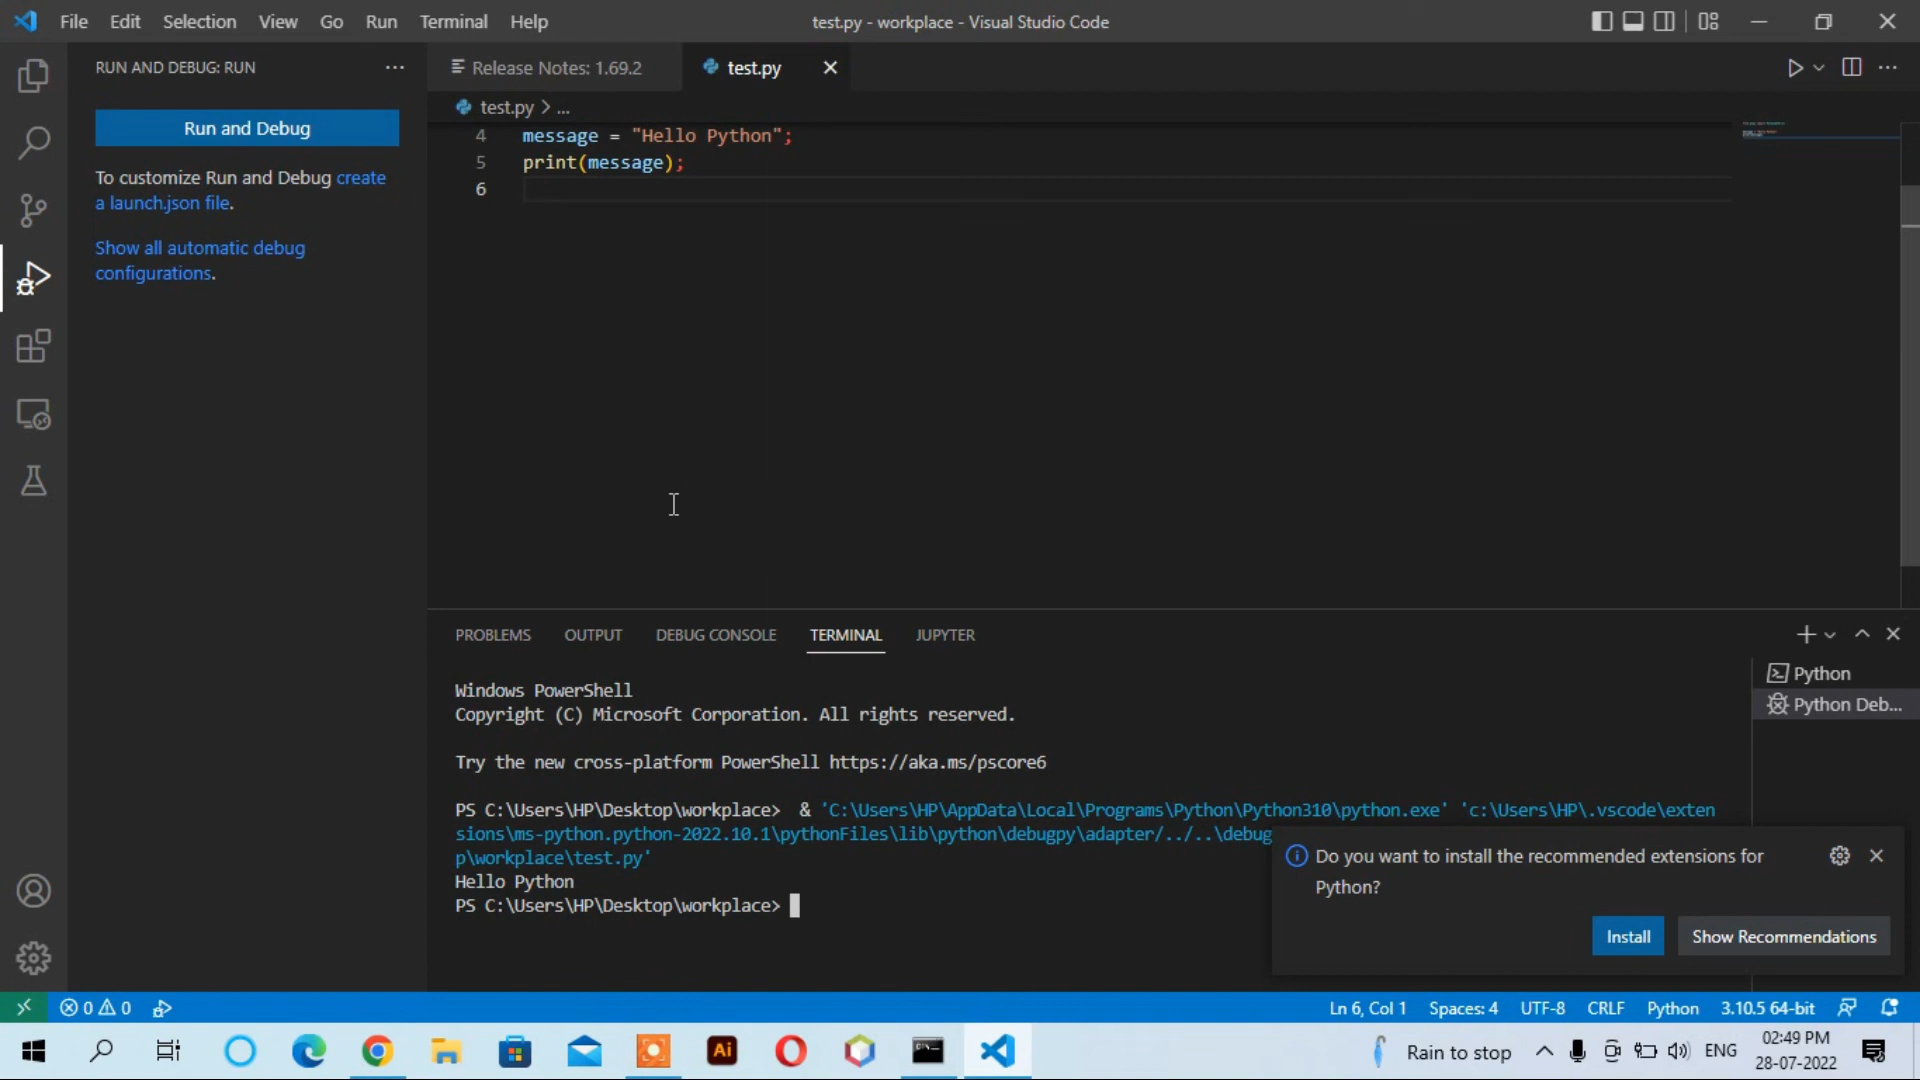 File Edit Selection View Go Run Terminal Help
test.py - workplace - Visual Studio Code
RUN AND DEBUG: RUN
Run and Debug
To customize Run and Debug create
a launch.json file.
Show all automatic debug
configurations.
Release Notes: 1.69.2
test.py
test.py > ...
4 message = "Hello Python";
5 print(message);
6
PROBLEMS OUTPUT DEBUG CONSOLE TERMINAL JUPYTER
Windows PowerShell
Copyright (C) Microsoft Corporation. All rights reserved.
Try the new cross-platform PowerShell https://aka.ms/pscore6
PS C:\Users\HP\Desktop\workplace>  & 'C:\Users\HP\AppData\Local\Programs\Python\Python310\python.exe' 'c:\Users\HP\.vscode\exten
sions\ms-python.python-2022.10.1\pythonFiles\lib\python\debugpy\adapter/../..\debug
p\workplace\test.py'
Hello Python
PS C:\Users\HP\Desktop\workplace>
Python
Python Deb...
Do you want to install the recommended extensions for
Python?
Install
Show Recommendations
0 0
Ln 6, Col 1 Spaces: 4 UTF-8 CRLF Python 3.10.5 64-bit
Ai
Rain to stop
ENG
02:49 PM
28-07-2022